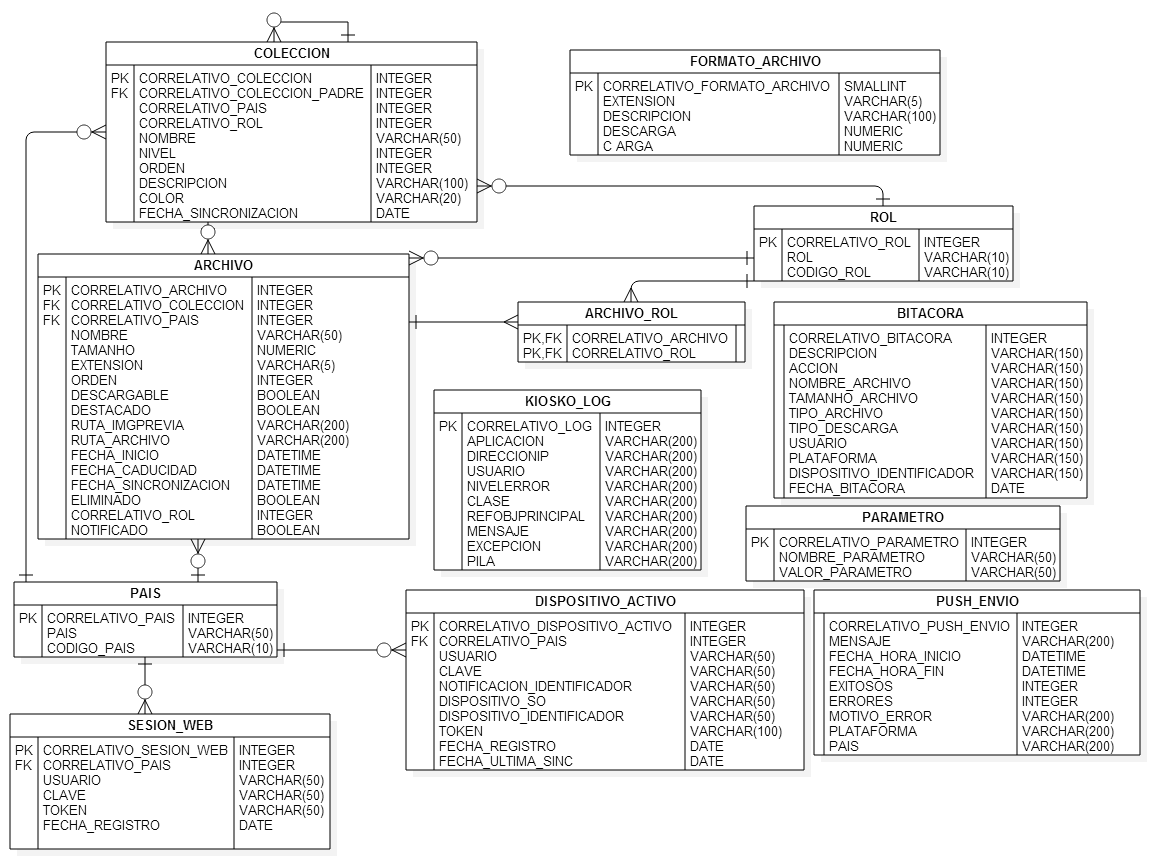 COLECCION
PK CORRELATIVO_COLECCION INTEGER
FK CORRELATIVO_COLECCION_PADRE INTEGER
CORRELATIVO_PAIS INTEGER
CORRELATIVO_ROL INTEGER
NOMBRE VARCHAR(50)
NIVEL INTEGER
ORDEN INTEGER
DESCRIPCION VARCHAR(100)
COLOR VARCHAR(20)
FECHA_SINCRONIZACION DATE
FORMATO_ARCHIVO
PK CORRELATIVO_FORMATO_ARCHIVO SMALLINT
EXTENSION VARCHAR(5)
DESCRIPCION VARCHAR(100)
DESCARGA NUMERIC
C ARGA NUMERIC
ROL
PK CORRELATIVO_ROL INTEGER
ROL VARCHAR(10)
CODIGO_ROL VARCHAR(10)
ARCHIVO
PK CORRELATIVO_ARCHIVO INTEGER
FK CORRELATIVO_COLECCION INTEGER
FK CORRELATIVO_PAIS INTEGER
NOMBRE VARCHAR(50)
TAMANHO NUMERIC
EXTENSION VARCHAR(5)
ORDEN INTEGER
DESCARGABLE BOOLEAN
DESTACADO BOOLEAN
RUTA_IMGPREVIA VARCHAR(200)
RUTA_ARCHIVO VARCHAR(200)
FECHA_INICIO DATETIME
FECHA_CADUCIDAD DATETIME
FECHA_SINCRONIZACION DATETIME
ELIMINADO BOOLEAN
CORRELATIVO_ROL INTEGER
NOTIFICADO BOOLEAN
ARCHIVO_ROL
PK,FK CORRELATIVO_ARCHIVO
PK,FK CORRELATIVO_ROL
BITACORA
CORRELATIVO_BITACORA INTEGER
DESCRIPCION VARCHAR(150)
ACCION VARCHAR(150)
NOMBRE_ARCHIVO VARCHAR(150)
TAMANHO_ARCHIVO VARCHAR(150)
TIPO_ARCHIVO VARCHAR(150)
TIPO_DESCARGA VARCHAR(150)
USUARIO VARCHAR(150)
PLATAFORMA VARCHAR(150)
DISPOSITIVO_IDENTIFICADOR VARCHAR(150)
FECHA_BITACORA DATE
KIOSKO_LOG
PK CORRELATIVO_LOG INTEGER
APLICACION VARCHAR(200)
DIRECCIONIP VARCHAR(200)
USUARIO VARCHAR(200)
NIVELERROR VARCHAR(200)
CLASE VARCHAR(200)
REFOBJPRINCIPAL VARCHAR(200)
MENSAJE VARCHAR(200)
EXCEPCION VARCHAR(200)
PILA VARCHAR(200)
PARAMETRO
PK CORRELATIVO_PARAMETRO INTEGER
NOMBRE_PARAMETRO VARCHAR(50)
VALOR_PARAMETRO VARCHAR(50)
PAIS
PK CORRELATIVO_PAIS INTEGER
PAIS VARCHAR(50)
CODIGO_PAIS VARCHAR(10)
DISPOSITIVO_ACTIVO
PK CORRELATIVO_DISPOSITIVO_ACTIVO INTEGER
FK CORRELATIVO_PAIS INTEGER
USUARIO VARCHAR(50)
CLAVE VARCHAR(50)
NOTIFICACION_IDENTIFICADOR VARCHAR(50)
DISPOSITIVO_SO VARCHAR(50)
DISPOSITIVO_IDENTIFICADOR VARCHAR(50)
TOKEN VARCHAR(100)
FECHA_REGISTRO DATE
FECHA_ULTIMA_SINC DATE
PUSH_ENVIO
CORRELATIVO_PUSH_ENVIO INTEGER
MENSAJE VARCHAR(200)
FECHA_HORA_INICIO DATETIME
FECHA_HORA_FIN DATETIME
EXITOSOS INTEGER
ERRORES INTEGER
MOTIVO_ERROR VARCHAR(200)
PLATAFORMA VARCHAR(200)
PAIS VARCHAR(200)
SESION_WEB
PK CORRELATIVO_SESION_WEB INTEGER
FK CORRELATIVO_PAIS INTEGER
USUARIO VARCHAR(50)
CLAVE VARCHAR(50)
TOKEN VARCHAR(50)
FECHA_REGISTRO DATE